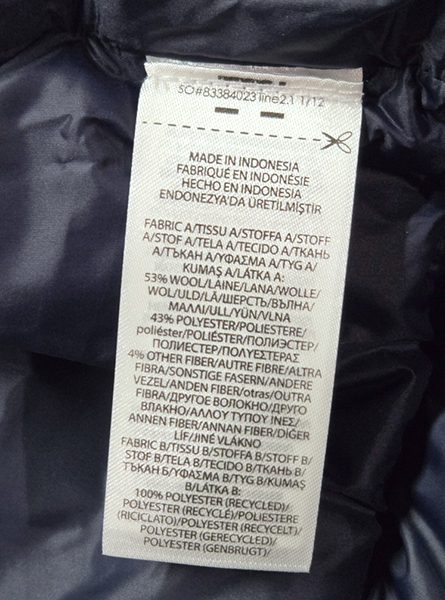 SO#83384023 line2.1 1/12
MADE IN INDONESIA
FABRIQUÉ EN INDONÉSIE
HECHO EN INDONESIA
ENDONEZYA'DA ÜRETILMİŞTİR
FABRIC A/TISSU A/STOFFA A/STOFF
A/STOF A/TELA A/TECIDO A/ТКАНЬ
А/ТЪКАН А/ΥΦΑΣΜΑ A/TYG A/
KUMAŞ A/LÁTKA A:
53% WOOL/LAINE/LANA/WOLLE/
WOL/ULD/LÃ/ШЕРСТЬ/ВЪЛНА/
ΜΑΛΛΙ/ULL/YÜN/VLNA
43% POLYESTER/POLIESTERE/
poliéster/POLIÉSTER/ПОЛИЭСТЕР/
ПОЛИЕСТЕР/ΠΟΛΥΕΣΤΕΡΑΣ
4% OTHER FIBER/AUTRE FIBRE/ALTRA
FIBRA/SONSTIGE FASERN/ANDERE
VEZEL/ANDEN FIBER/otras/OUTRA
FIBRA/ДРУГОЕ ВОЛОКНО/ДРУГО
ВЛАКНО/ΑΛΛΟΥ ΤΥΠΟΥ ΙΝΕΣ/
ANNEN FIBER/ANNAN FIBER/DİĞER
LİF/JINÉ VLÁKNO
FABRIC B/TISSU B/STOFFA B/STOFF B/
STOF B/TELA B/TECIDO B/ТКАНЬ B/
ТЪКАН Б/ΥΦΑΣΜΑ B/TYG B/KUMAŞ
B/LÁTKA B:
100% POLYESTER (RECYCLED)/
POLYESTER (RECYCLÉ)/POLIESTERE
(RICICLATO)/POLYESTER (RECYCELT)/
POLYESTER (GERECYCLED)/
POLYESTER (GENBRUGT)/